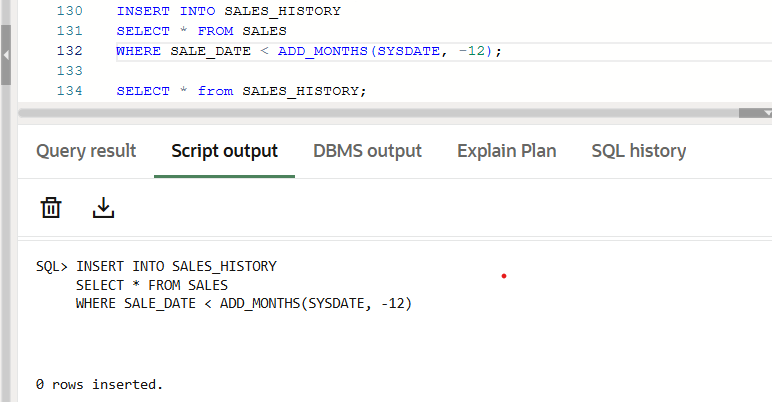 130 INSERT INTO SALES_HISTORY
131 SELECT * FROM SALES
132 WHERE SALE_DATE < ADD_MONTHS(SYSDATE, -12);
133
134 SELECT * from SALES_HISTORY;
Query result Script output DBMS output Explain Plan SQL history
SQL> INSERT INTO SALES_HISTORY
SELECT * FROM SALES
WHERE SALE_DATE < ADD_MONTHS(SYSDATE, -12)
0 rows inserted.